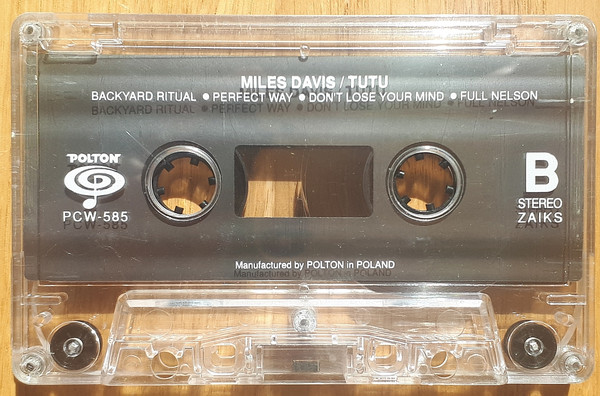 MILES DAVIS / TUTU
BACKYARD RITUAL • PERFECT WAY • DON'T LOSE YOUR MIND • FULL NELSON
POLTON
PCW-585
B
STEREO
ZAIKS
Manufactured by POLTON in POLAND